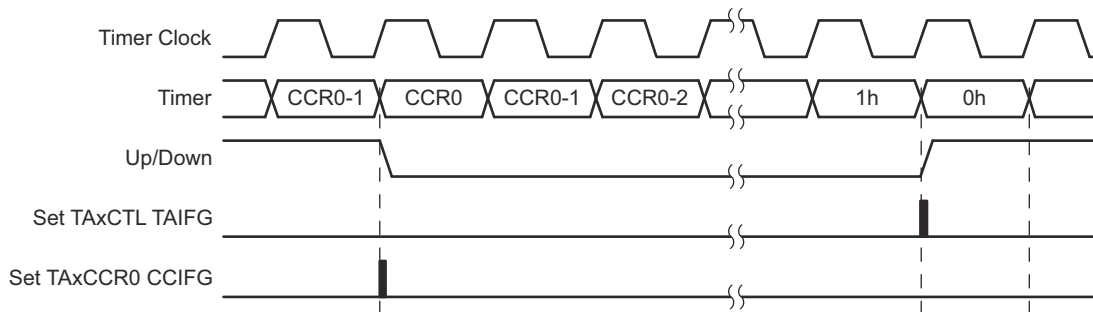 Timer Clock
Timer CCR0-1 CCR0 CCR0-1 CCR0-2 1h 0h
Up/Down
Set TAxCTL TAIFG
Set TAxCCR0 CCIFG